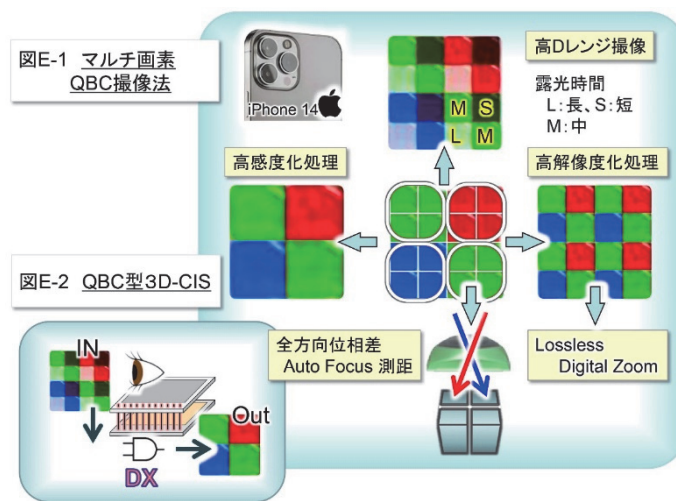 図E-1 マルチ画素
QBC撮像法
iPhone 14
高Dレンジ撮像
露光時間
L:長、S:短
M:中
M S
L M
高感度化処理
高解像度化処理
図E-2 QBC型3D-CIS
全方向位相差
Auto Focus 測距
Lossless
Digital Zoom
IN
Out
DX